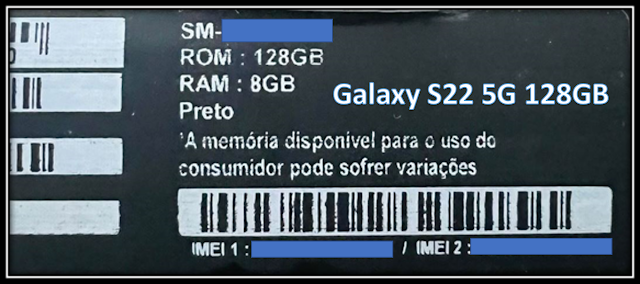 SM-
ROM : 128GB
RAM : 8GB
Galaxy S22 5G 128GB
Preto
*A memória disponível para o uso do
consumidor pode sofrer variações
IMEI 1 : / IMEI 2 :